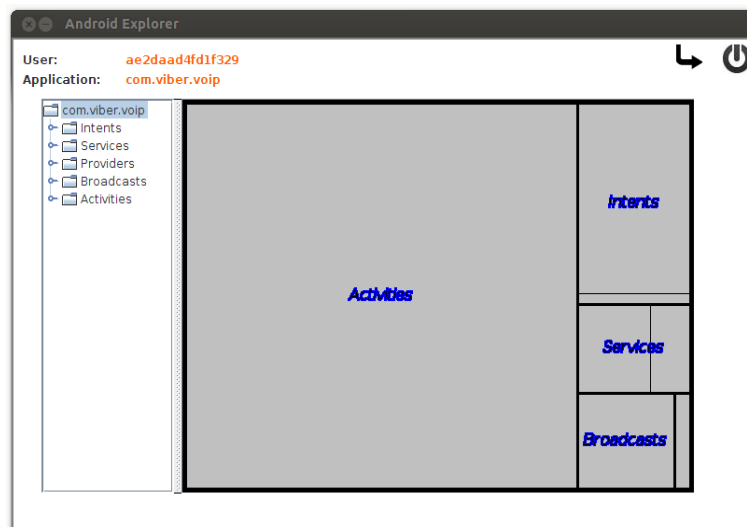 Android Explorer
User: ae2daad4fd1f329
Application: com.viber.voip
com.viber.voip
Intents
Services
Providers
Broadcasts
Activities
Activities
Intents
Services
Broadcasts